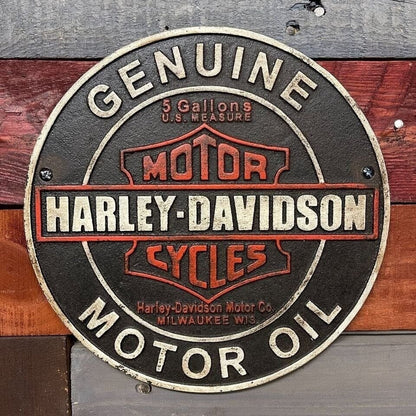 GENUINE
5 Gallons
U.S. MEASURE
MOTOR
HARLEY-DAVIDSON
CYCLES
Harley-Davidson Motor Co.
MILWAUKEE WIS.
MOTOR OIL